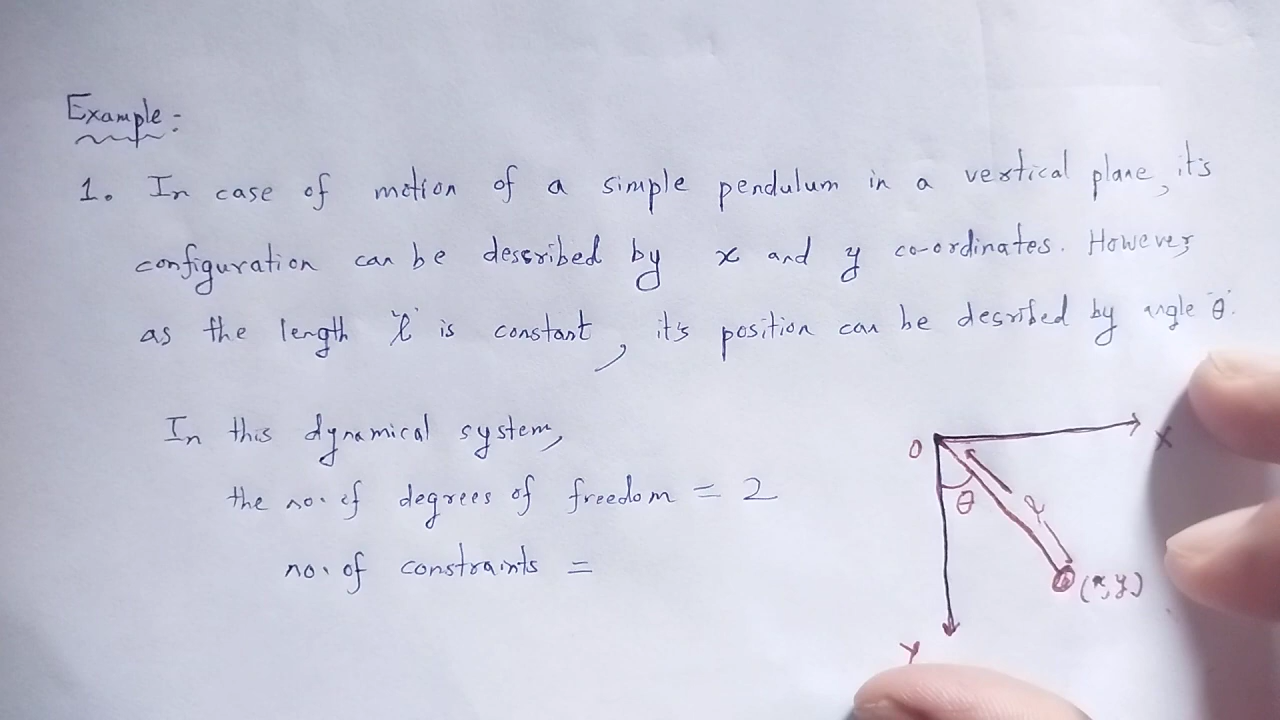 Example:
1. In case of motion of a simple pendulum in a vertical plane, it's
configuration can be described by x and y co-ordinates. However
as the length 'l' is constant, it's position can be described by angle 'θ'.
In this dynamical system,
the no. of degrees of freedom = 2
no. of constraints =
O
X
θ
l
(x,y)
Y